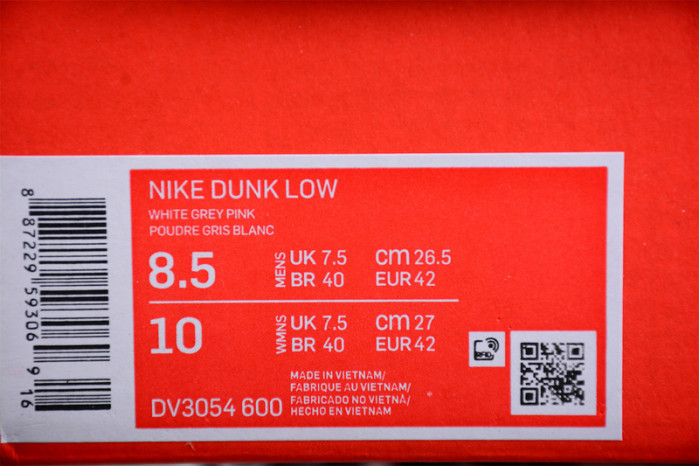 NIKE DUNK LOW
WHITE GREY PINK
POUDRE GRIS BLANC
8.5 MENS UK 7.5 cm 26.5
BR 40 EUR 42
10 WMNS UK 7.5 cm 27
BR 40 EUR 42
MADE IN VIETNAM/
FABRIQUE AU VIETNAM/
FABRICADO NO VIETNÃ/
HECHO EN VIETNAM
DV3054 600
RFID
8 87229 59306 9 16